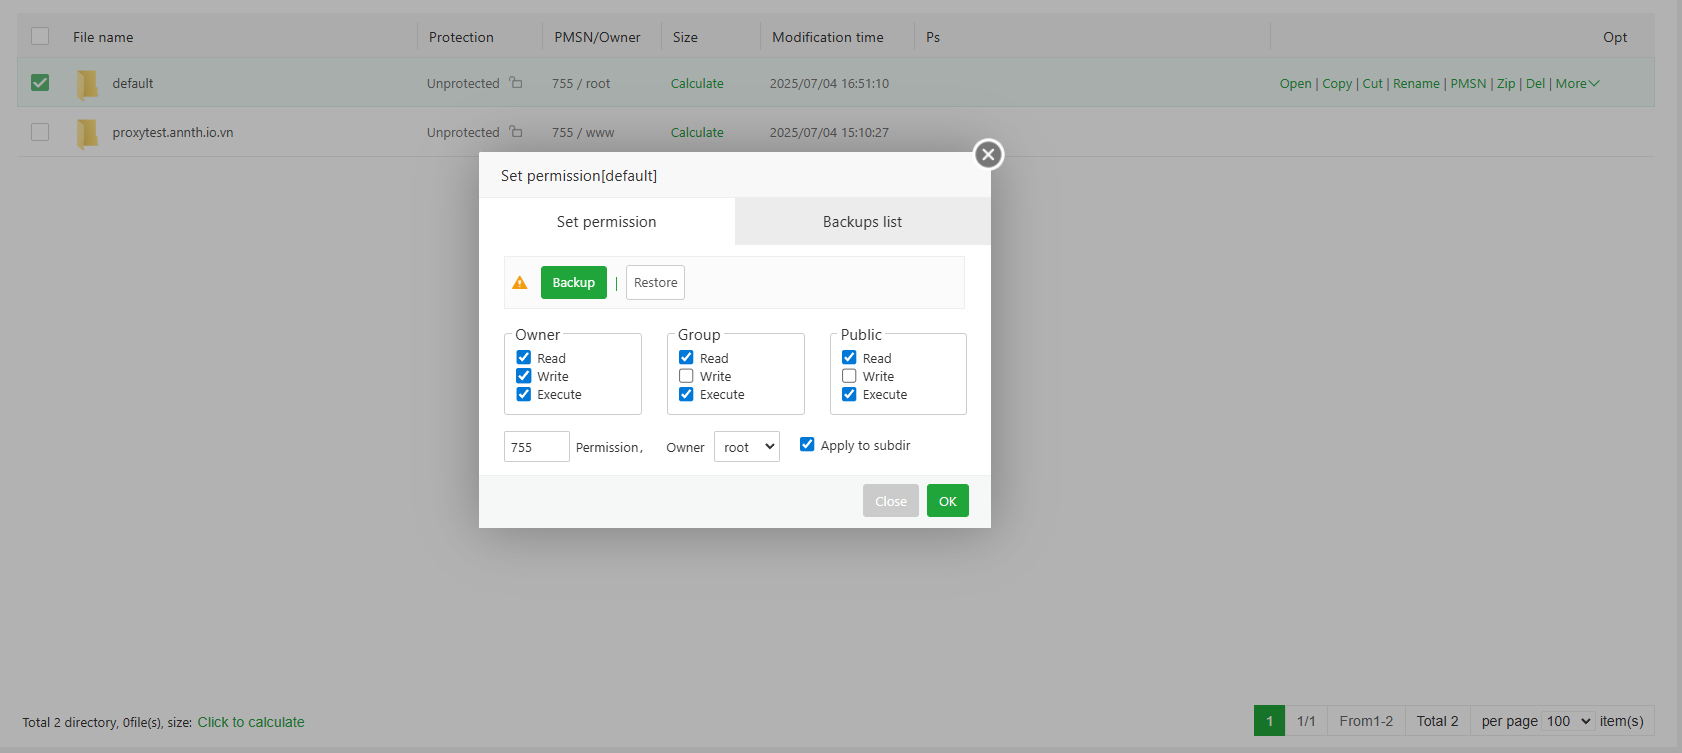 File name Protection PMSN/Owner Size Modification time Ps Opt
default Unprotected 755 / root Calculate 2025/07/04 16:51:10 Open | Copy | Cut | Rename | PMSN | Zip | Del | More
proxytest.annth.io.vn Unprotected 755 / www Calculate 2025/07/04 15:10:27
Set permission[default]
Set permission Backups list
Backup | Restore
Owner Group Public
Read Read Read
Write Write Write
Execute Execute Execute
755 Permission, Owner root Apply to subdir
Close OK
Total 2 directory, 0file(s), size: Click to calculate 1 1/1 From1-2 Total 2 per page 100 item(s)